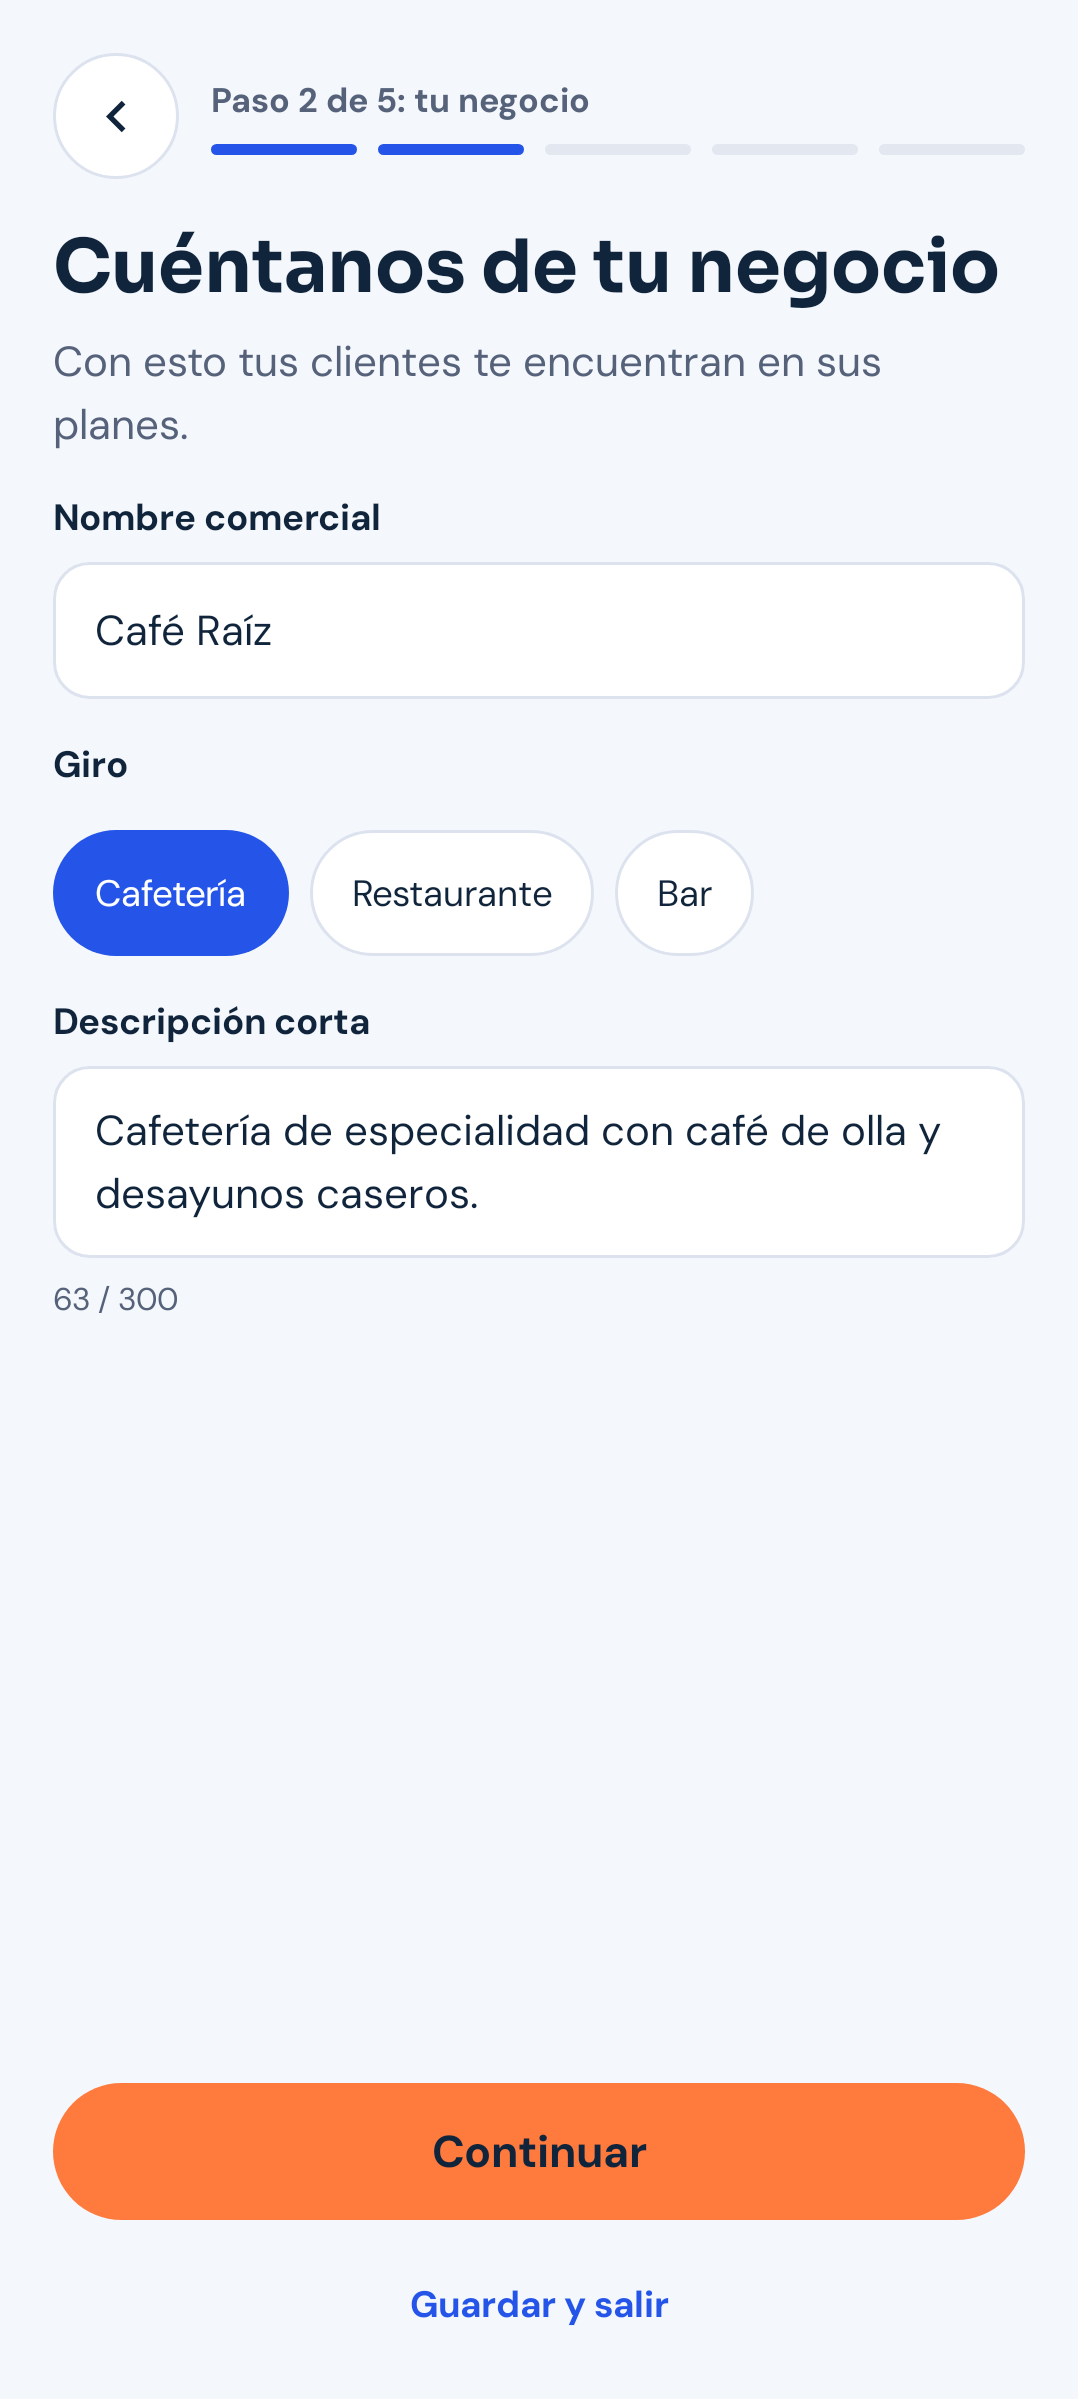 Paso 2 de 5: tu negocio
Cuéntanos de tu negocio
Con esto tus clientes te encuentran en sus
planes.
Nombre comercial
Café Raíz
Giro
Cafetería Restaurante Bar
Descripción corta
Cafetería de especialidad con café de olla y
desayunos caseros.
63 / 300
Continuar
Guardar y salir